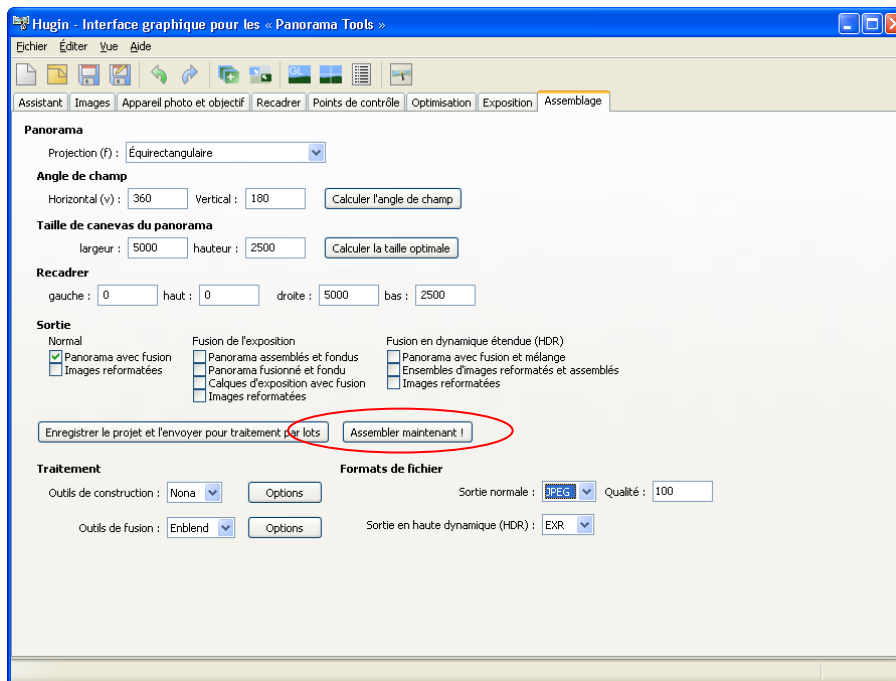 Hugin - Interface graphique pour les « Panorama Tools »
Fichier Éditer Vue Aide
Assistant Images Appareil photo et objectif Recadrer Points de contrôle Optimisation Exposition Assemblage
Panorama
Projection (f) : Équirectangulaire
Angle de champ
Horizontal (v) : 360 Vertical : 180 Calculer l'angle de champ
Taille de canevas du panorama
largeur : 5000 hauteur : 2500 Calculer la taille optimale
Recadrer
gauche : 0 haut : 0 droite : 5000 bas : 2500
Sortie
Normal Fusion de l'exposition Fusion en dynamique étendue (HDR)
Panorama avec fusion Panorama assemblés et fondus Panorama avec fusion et mélange
Images reformatées Panorama fusionné et fondu Ensembles d'images reformatés et assemblés
Calques d'exposition avec fusion Images reformatées
Images reformatées
Enregistrer le projet et l'envoyer pour traitement par lots Assembler maintenant !
Traitement Formats de fichier
Outils de construction : Nona Options Sortie normale : JPEG Qualité : 100
Outils de fusion : Enblend Options Sortie en haute dynamique (HDR) : EXR